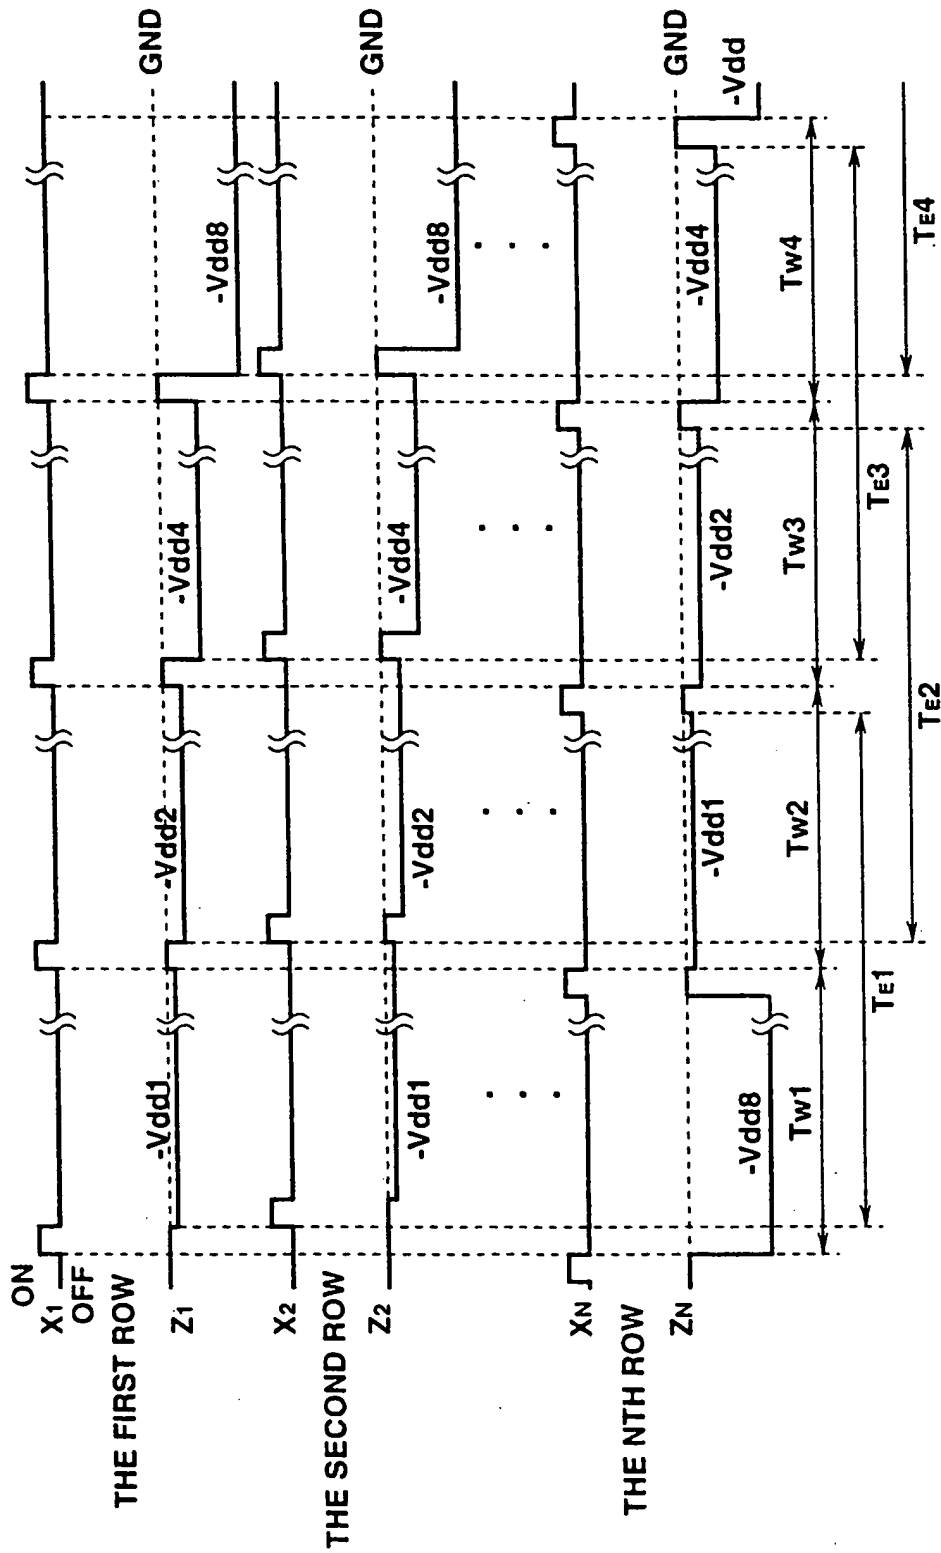 ON
X1
OFF
THE FIRST ROW
GND
Z1
-Vdd1
-Vdd2
-Vdd4
-Vdd8
X2
THE SECOND ROW
GND
Z2
-Vdd1
-Vdd2
-Vdd4
-Vdd8
. . .
. . .
. . .
. . .
XN
THE NTH ROW
GND
ZN
-Vdd8
-Vdd1
-Vdd2
-Vdd4
-Vdd
TW1
TW2
TW3
TW4
TE1
TE3
TE2
TE4